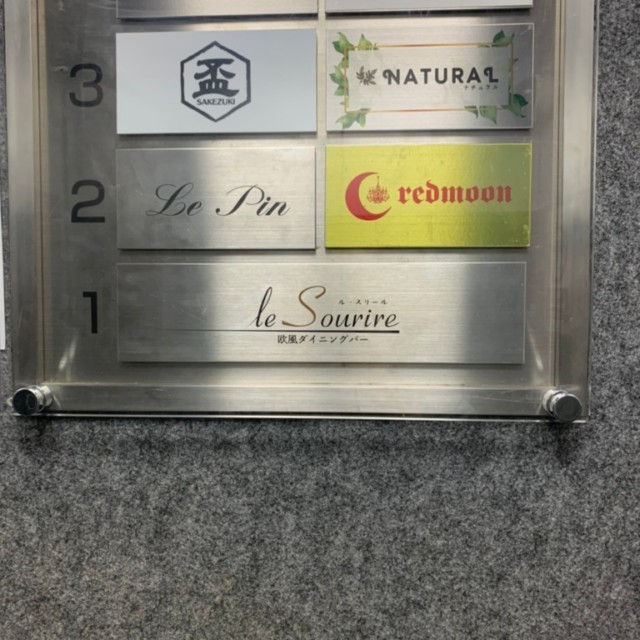 3
盃
SAKEZUKI
NATURAL
ナチュラル
2
Le Pin
redmoon
1
ル・スリール
le Sourire
欧風ダイニングバー